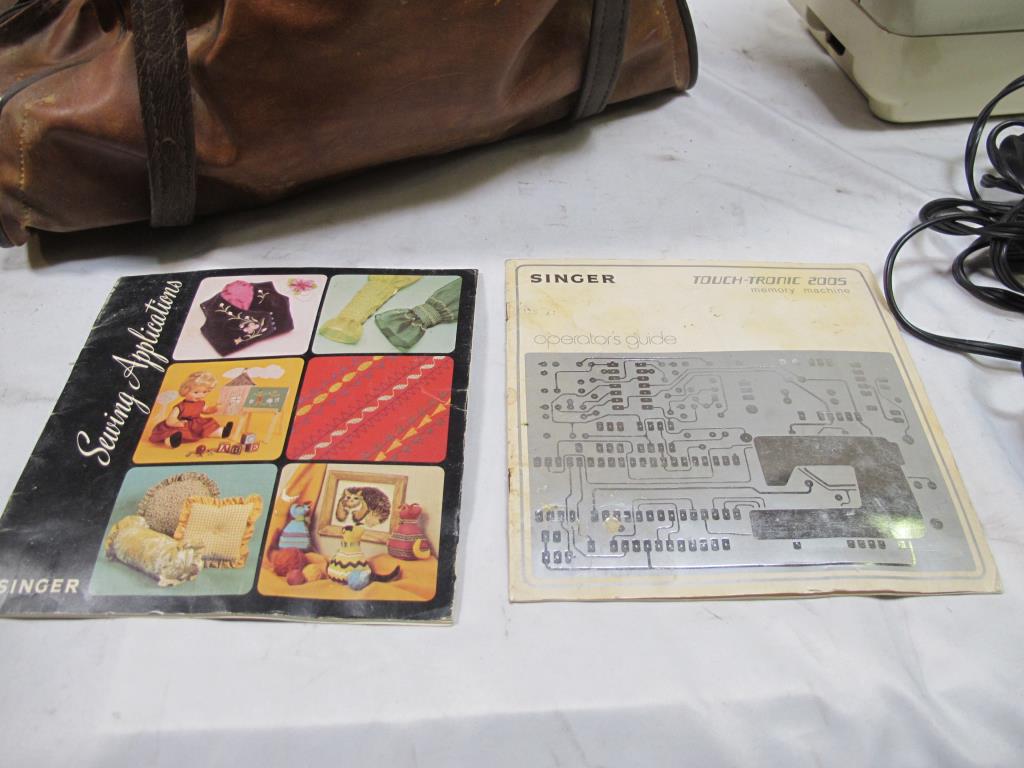 Sewing Applications
SINGER
SINGER
TOUCH-TRONIC 2005
memory machine
operator's guide